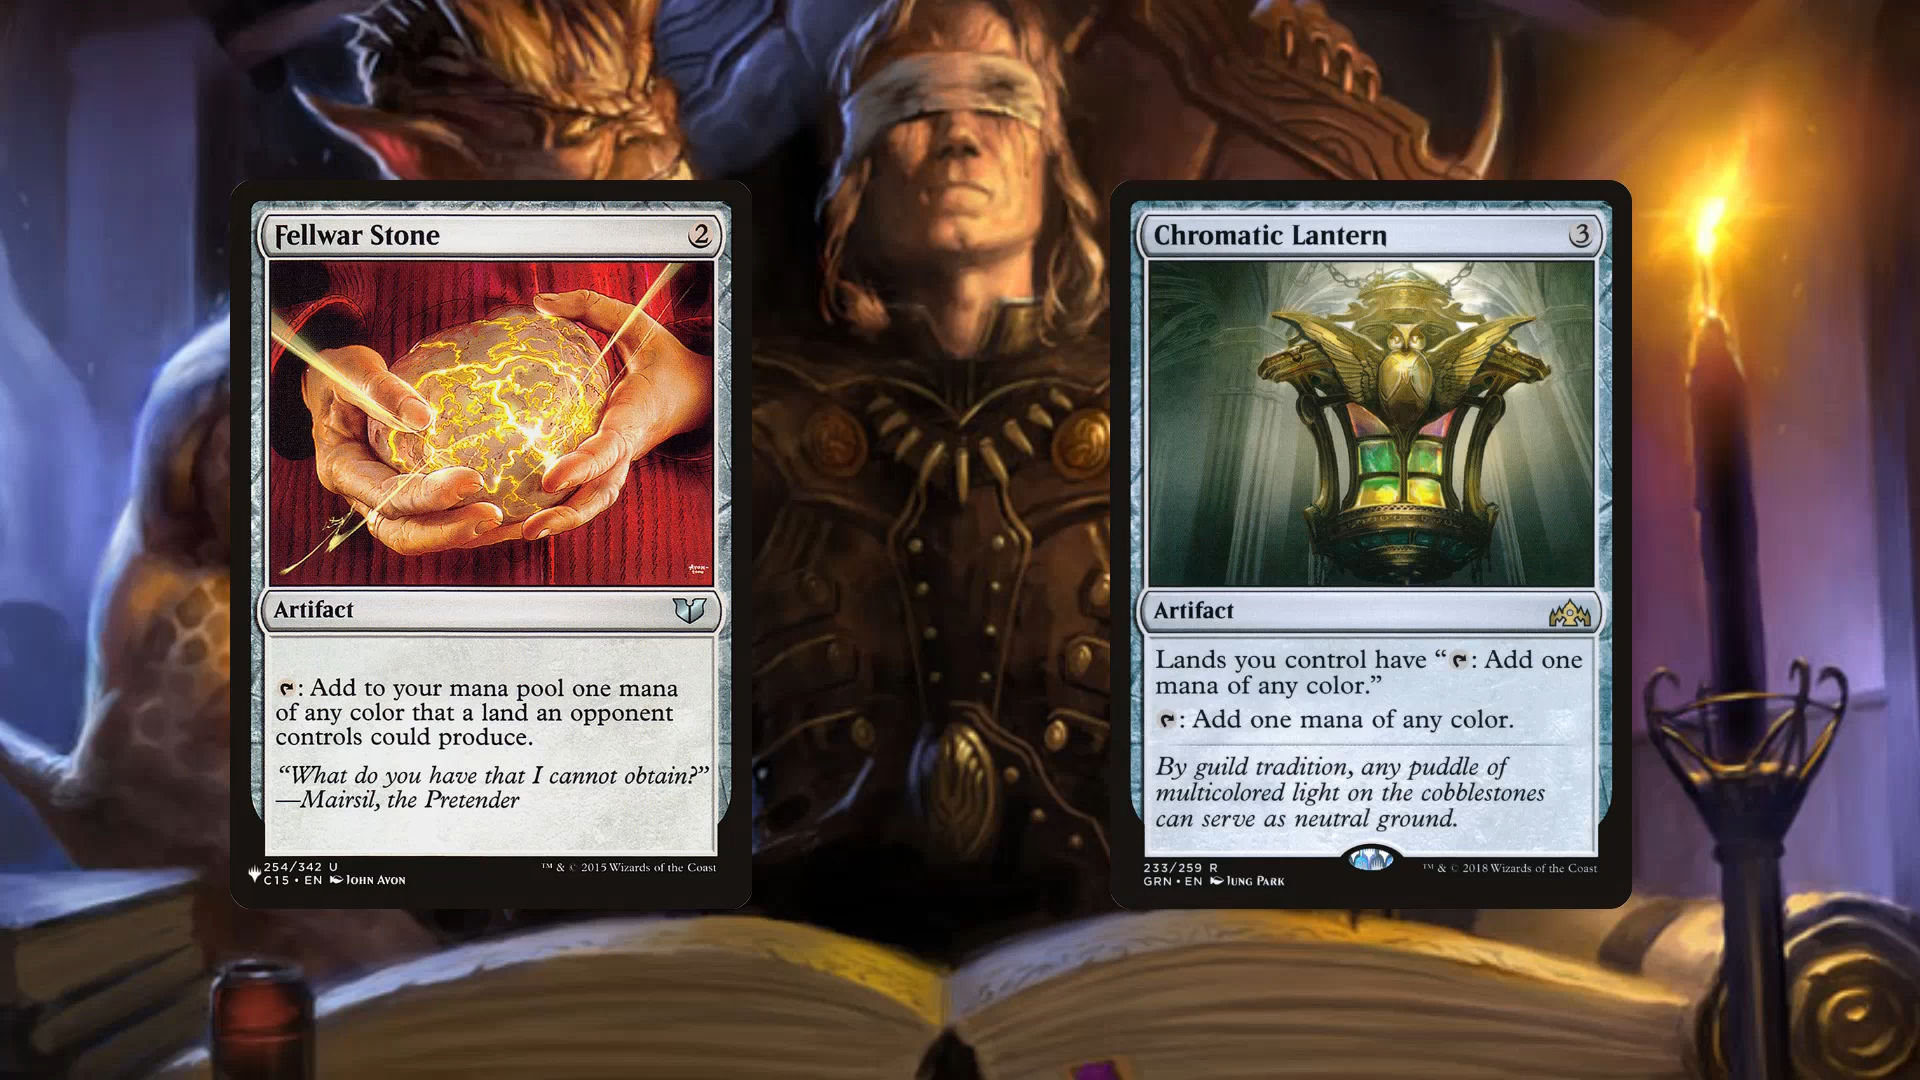 Fellwar Stone
2
Artifact
: Add to your mana pool one mana
of any color that a land an opponent
controls could produce.
“What do you have that I cannot obtain?”
—Mairsil, the Pretender
254/342 U
C15 • EN John Avon
™ & © 2015 Wizards of the Coast
Chromatic Lantern
3
Artifact
Lands you control have “: Add one
mana of any color.”
: Add one mana of any color.
By guild tradition, any puddle of
multicolored light on the cobblestones
can serve as neutral ground.
233/259 R
GRN • EN Jung Park
™ & © 2018 Wizards of the Coast